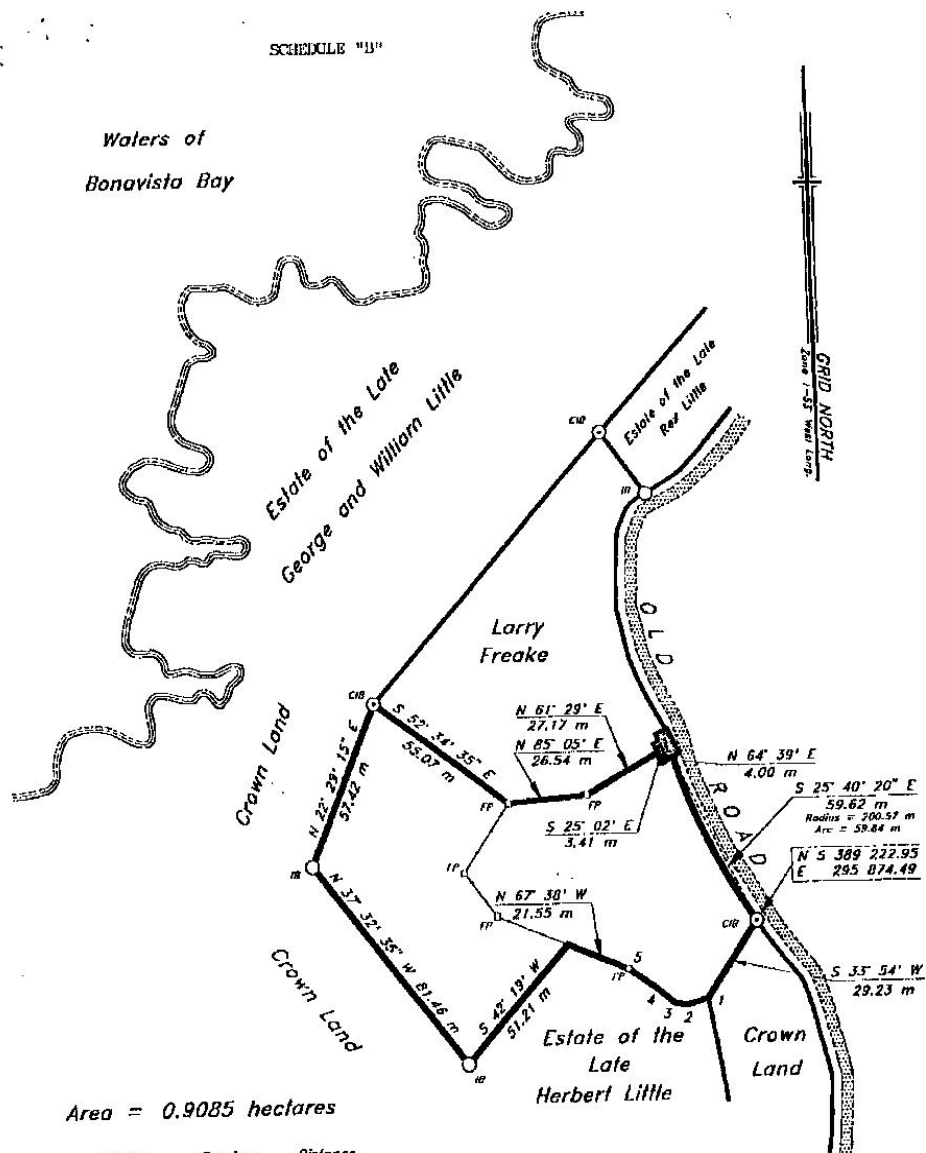 SCHEDULE "B"
Waters of
Bonavista Bay
GRID NORTH
Zone 1-53° West Long.
Estate of the Late
George and William Little
Estate of the Late
Rex Little
CIB
IB
OLD ROAD
Larry
Freake
CIB
Crown Land
N 22° 29' 15" E
57.42 m
S 52° 34' 35" E
55.07 m
N 61° 29' E
27.17 m
N 85° 05' E
26.54 m
FP
FP
S 25° 02' E
3.41 m
N 64° 39' E
4.00 m
S 25° 40' 20" E
59.62 m
Radius = 200.57 m
Arc = 59.84 m
N 5 389 222.95
E 295 874.49
IB
FP
FP
N 67° 38' W
21.55 m
CIB
N 37° 32' 35" W 81.46 m
Crown Land
S 42° 19' W
51.21 m
5
FP
4
3
2
1
S 33° 54' W
29.23 m
IB
Estate of the
Late
Herbert Little
Crown
Land
Area = 0.9085 hectares
Distance